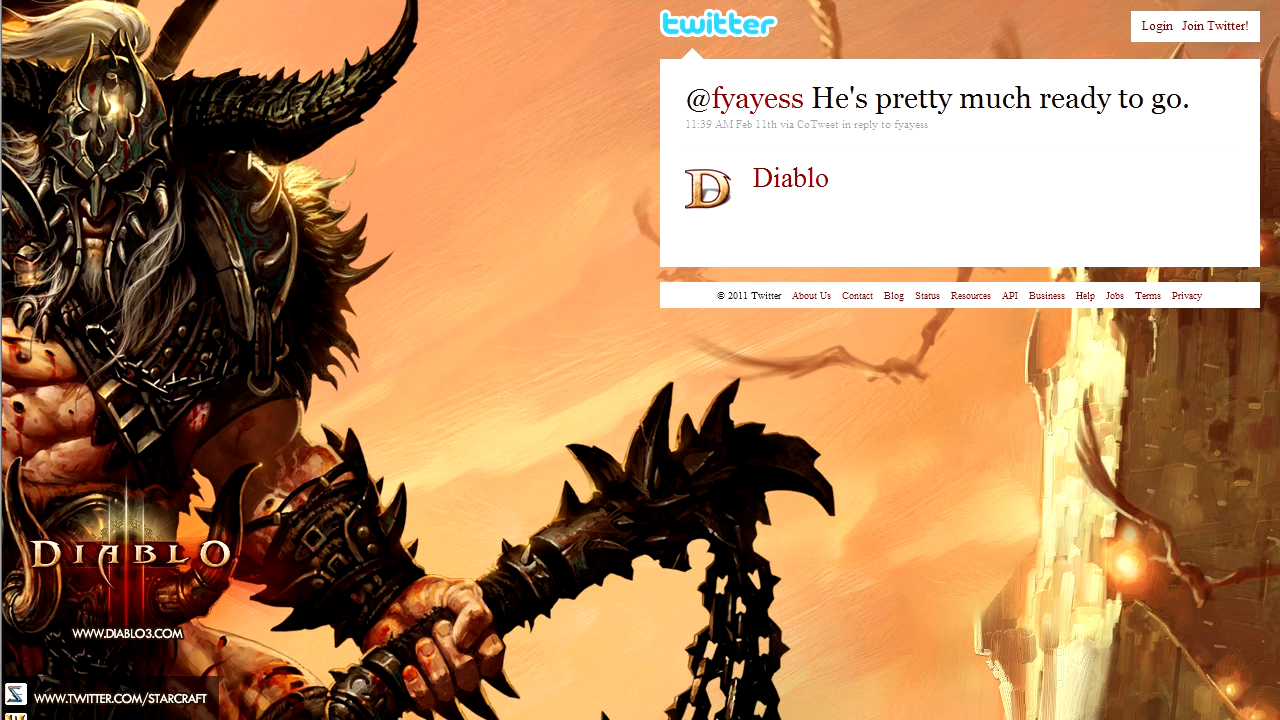 twitter
Login Join Twitter!
@fyayess He's pretty much ready to go.
11:39 AM Feb 11th via CoTweet in reply to fyayess
D Diablo
© 2011 Twitter About Us Contact Blog Status Resources API Business Help Jobs Terms Privacy
DIABLO
III
WWW.DIABLO3.COM
WWW.TWITTER.COM/STARCRAFT